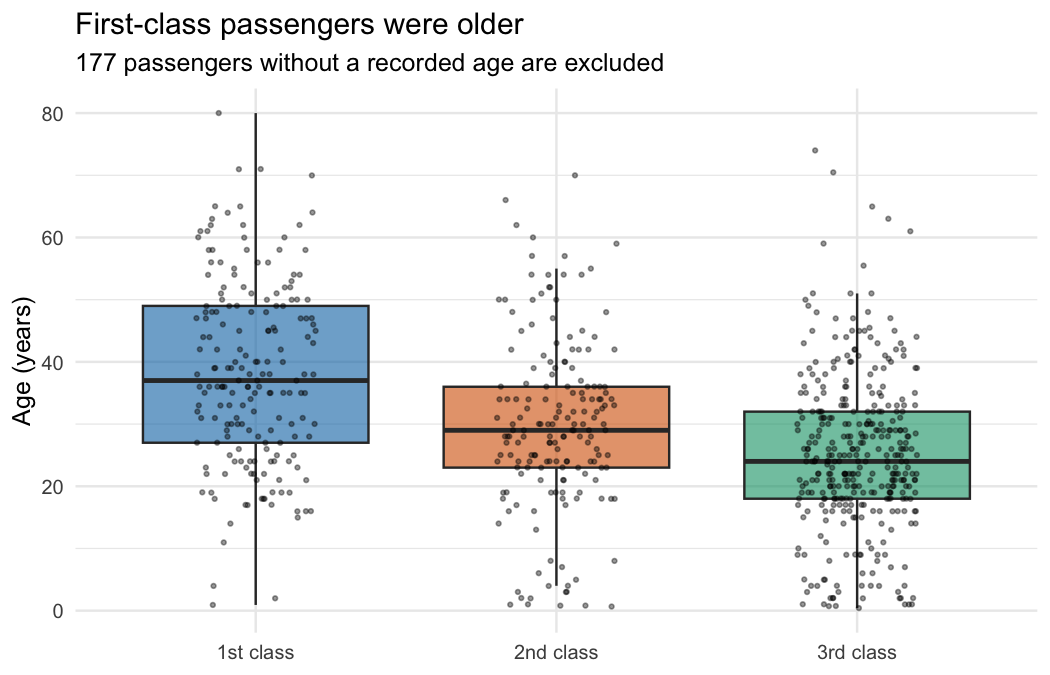 First-class passengers were older
177 passengers without a recorded age are excluded
Age (years)
80
60
40
20
0
1st class
2nd class
3rd class